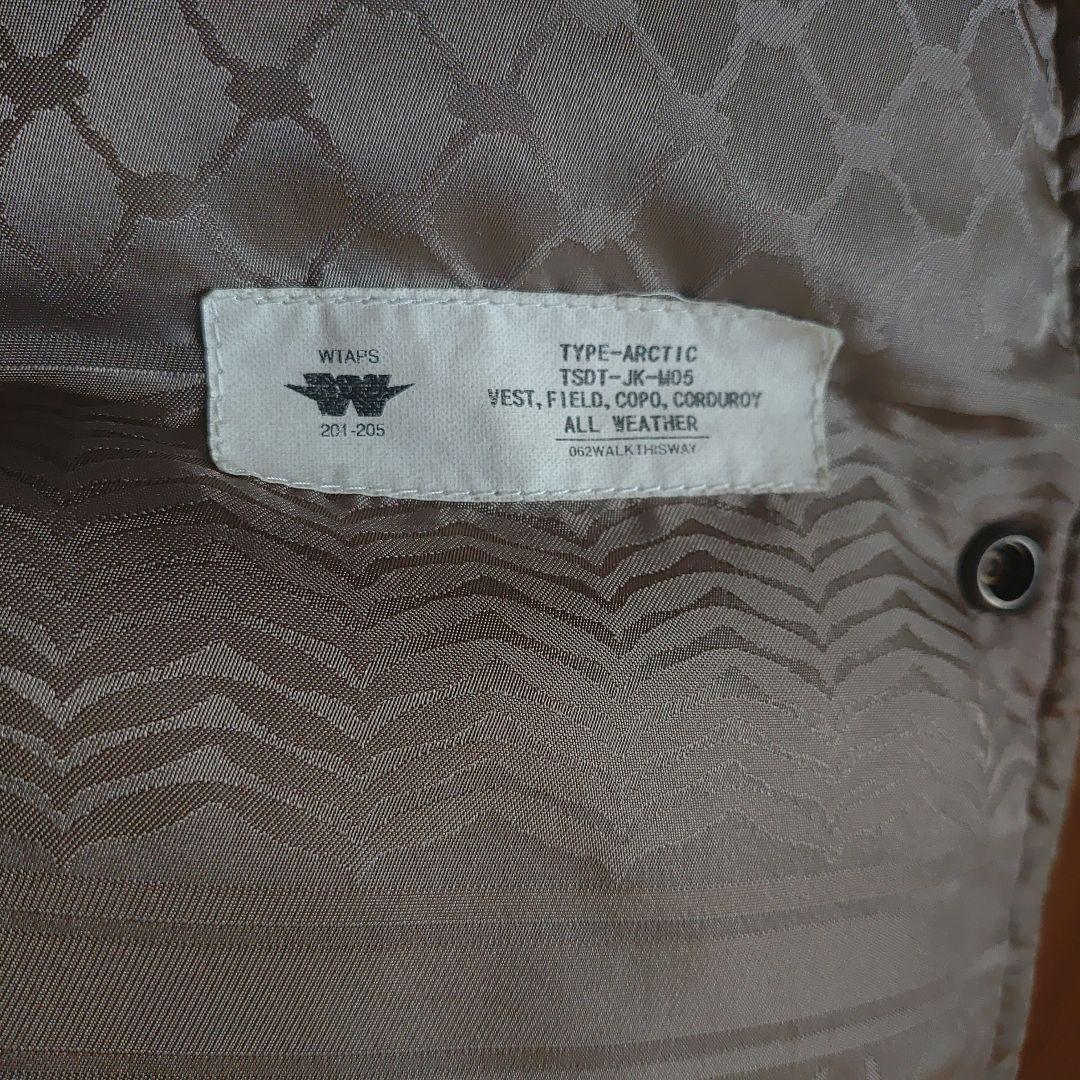 WTAPS
201-205
TYPE-ARCTIC
TSDT-JK-M05
VEST, FIELD, COPO, CORDUROY
ALL WEATHER
062WALKTHISWAY